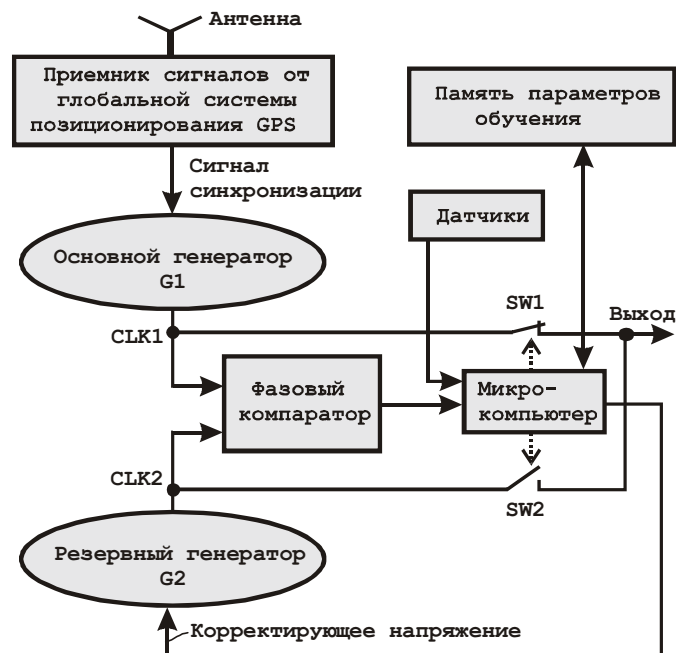 Антенна
Приемник сигналов от
глобальной системы
позиционирования GPS
Память параметров
обучения
Сигнал
синхронизации
Датчики
Основной генератор
G1
SW1
Выход
CLK1
Фазовый
компаратор
Микро-
компьютер
CLK2
SW2
Резервный генератор
G2
Корректирующее напряжение